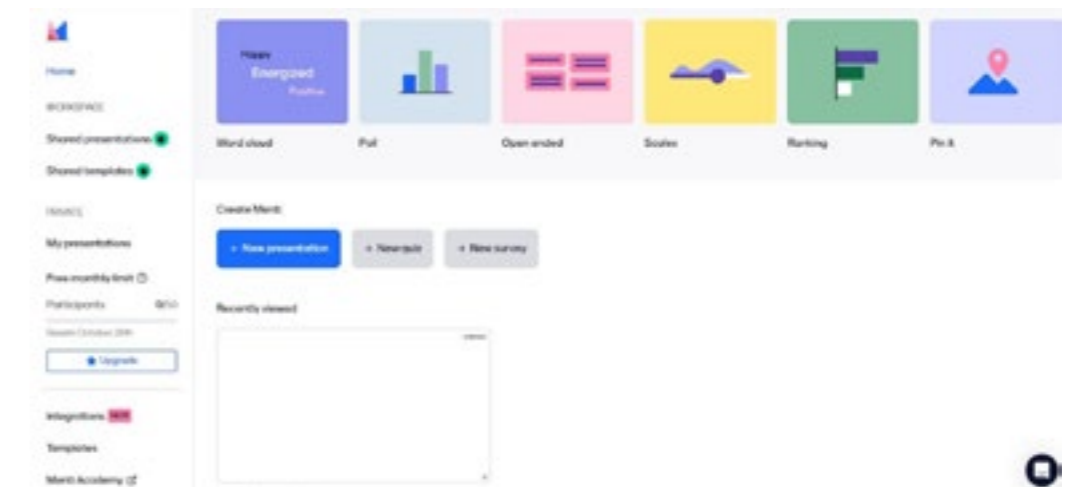 Home
WORKSPACE
Shared presentations
Shared templates
PRIVATE
My presentations
Free monthly limit
Participants 0/50
Upgrade
Integrations NEW
Templates
Menti Academy
Happy
Energized
Positive
Word cloud
Poll
Open ended
Scales
Ranking
Pin it
Create Menti
+ New presentation
+ New quiz
+ New survey
Recently viewed